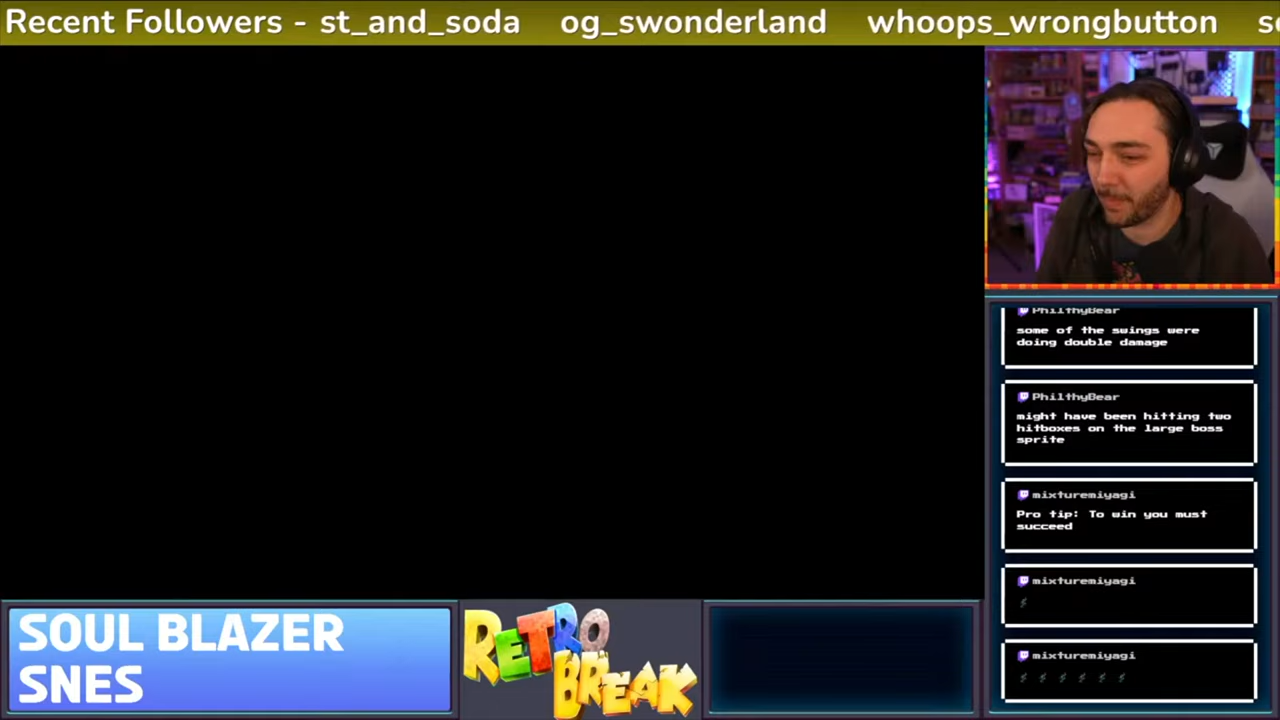 Recent Followers - st_and_soda og_swonderland whoops_wrongbutton
PhilthyBear
some of the swings were
doing double damage
PhilthyBear
might have been hitting two
hitboxes on the large boss
sprite
mixturemiyagi
Pro tip: To win you must
succeed
mixturemiyagi
mixturemiyagi
SOUL BLAZER
SNES
RETRO
BREAK